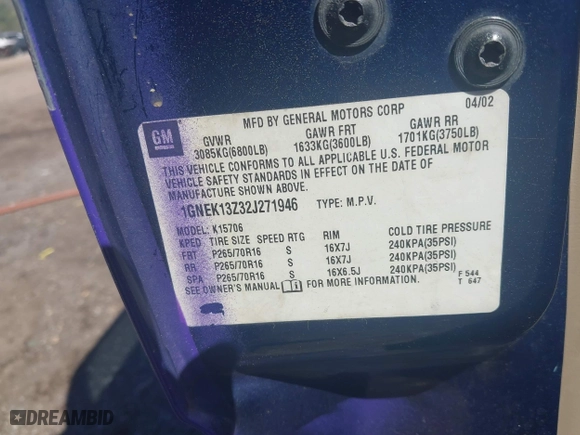 MFD BY GENERAL MOTORS CORP 04/02
GM
GVWR GAWR FRT GAWR RR
3085KG(6800LB) 1633KG(3600LB) 1701KG(3750LB)
THIS VEHICLE CONFORMS TO ALL APPLICABLE U.S. FEDERAL MOTOR
VEHICLE SAFETY STANDARDS IN EFFECT ON THE DATE OF
MANUFACTURE SHOWN ABOVE.
1GNEK13Z32J271946 TYPE: M.P.V.
MODEL: K15706
KPED TIRE SIZE SPEED RTG RIM COLD TIRE PRESSURE
FRT P265/70R16 S 16X7J 240KPA(35PSI)
RR P265/70R16 S 16X7J 240KPA(35PSI)
SPA P265/70R16 S 16X6.5J 240KPA(35PSI)
SEE OWNER'S MANUAL FOR MORE INFORMATION.
F 544
T 647
DREAMBID